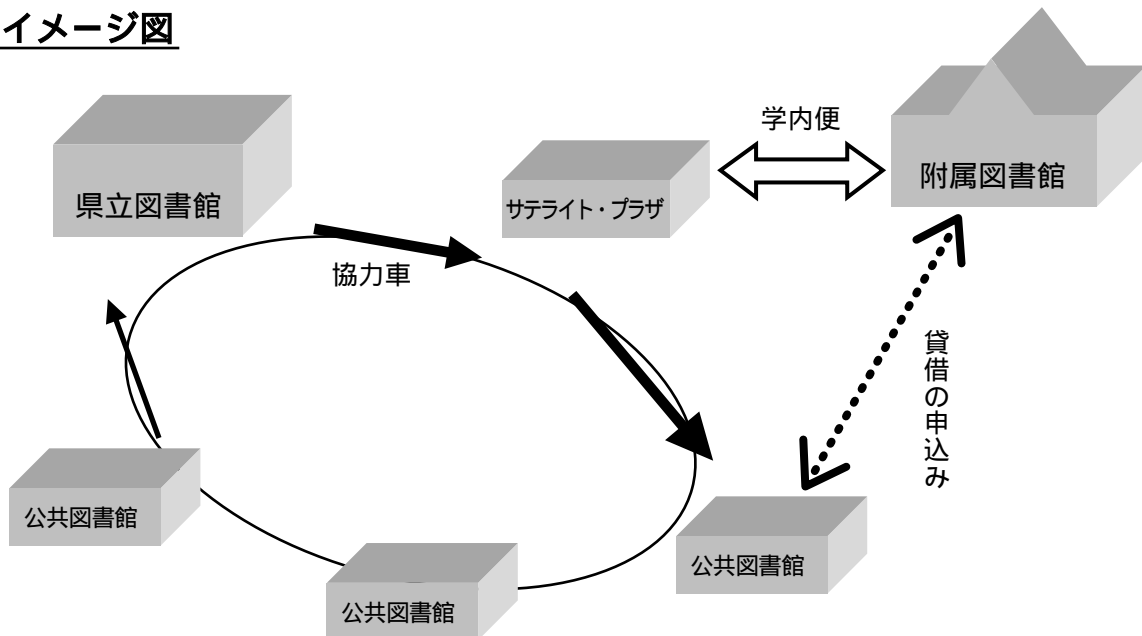 イメージ図
学内便
県立図書館
サテライト・プラザ
附属図書館
協力車
貸借の申込み
公共図書館
公共図書館
公共図書館